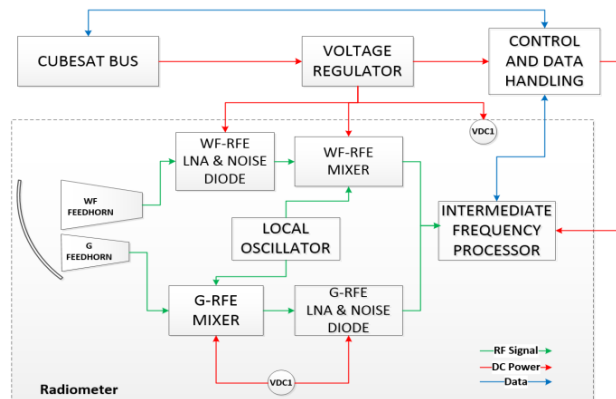 CUBESAT BUS
VOLTAGE
REGULATOR
CONTROL
AND DATA
HANDLING
VDC1
WF-RFE
LNA & NOISE
DIODE
WF-RFE
MIXER
WF
FEEDHORN
LOCAL
OSCILLATOR
INTERMEDIATE
FREQUENCY
PROCESSOR
G
FEEDHORN
G-RFE
MIXER
G-RFE
LNA & NOISE
DIODE
VDC1
RF Signal
DC Power
Data
Radiometer